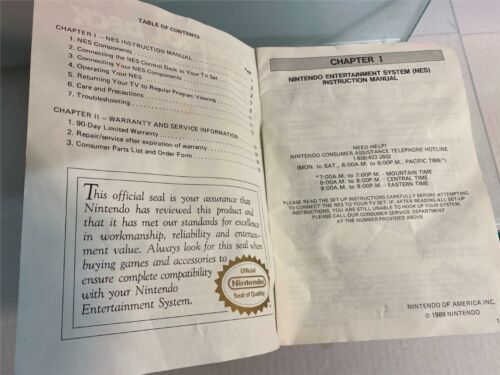 TABLE OF CONTENTS
CHAPTER I – NES INSTRUCTION MANUAL
1. NES Components
2. Connecting the NES Control Deck to Your TV Set
3. Connecting Your NES Components
4. Operating Your NES
5. Returning Your TV to Regular Program Viewing
6. Care and Precautions
7. Troubleshooting
CHAPTER II – WARRANTY AND SERVICE INFORMATION
1. 90-Day Limited Warranty
2. Repair/service after expiration of warranty
3. Consumer Parts List and Order Form
This official seal is your assurance that
Nintendo has reviewed this product and
that it has met our standards for excellence
in workmanship, reliability and entertain-
ment value. Always look for this seal when
buying games and accessories to
ensure complete compatibility
with your Nintendo
Entertainment System.
Official
Nintendo
Seal of Quality
CHAPTER I
NINTENDO ENTERTAINMENT SYSTEM (NES)
INSTRUCTION MANUAL
NEED HELP?
NINTENDO CONSUMER ASSISTANCE TELEPHONE HOTLINE
1-800-422-2602
(MON. to SAT., 6:00A.M. to 6:00P.M., PACIFIC TIME*)
*7:00A.M. to 7:00P.M. - MOUNTAIN TIME
8:00A.M. to 8:00P.M. - CENTRAL TIME
9:00A.M. to 9:00P.M. - EASTERN TIME
PLEASE READ THE SET-UP INSTRUCTIONS CAREFULLY BEFORE ATTEMPTING
TO CONNECT THE NES TO YOUR TV SET. IF, AFTER READING ALL SET-UP
INSTRUCTIONS, YOU ARE STILL UNABLE TO HOOK UP YOUR SYSTEM,
PLEASE CALL OUR CONSUMER SERVICE DEPARTMENT
AT THE NUMBER PROVIDED ABOVE.
NINTENDO OF AMERICA INC.
© 1988 NINTENDO
1